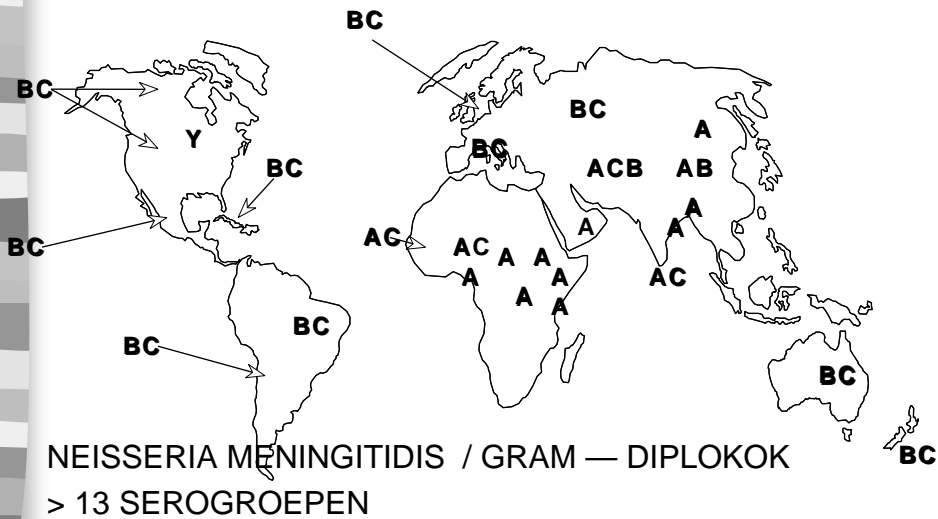 BC
BC
BC
Y
A
BC
BC
ACB
AB
A
A
A
BC
AC
AC
A
A
A
A
AC
A
A
BC
BC
BC
BC
NEISSERIA MENINGITIDIS / GRAM — DIPLOKOK
BC
> 13 SEROGROEPEN